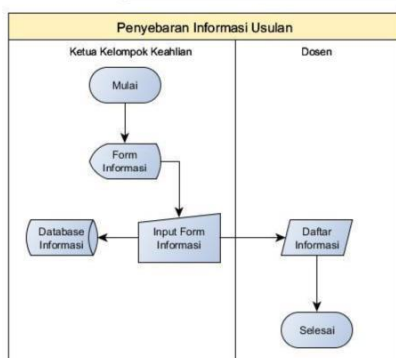 Penyebaran Informasi Usulan
Ketua Kelompok Keahlian
Dosen
Mulai
Form
Informasi
Database
Informasi
Input Form
Informasi
Daftar
Informasi
Selesai